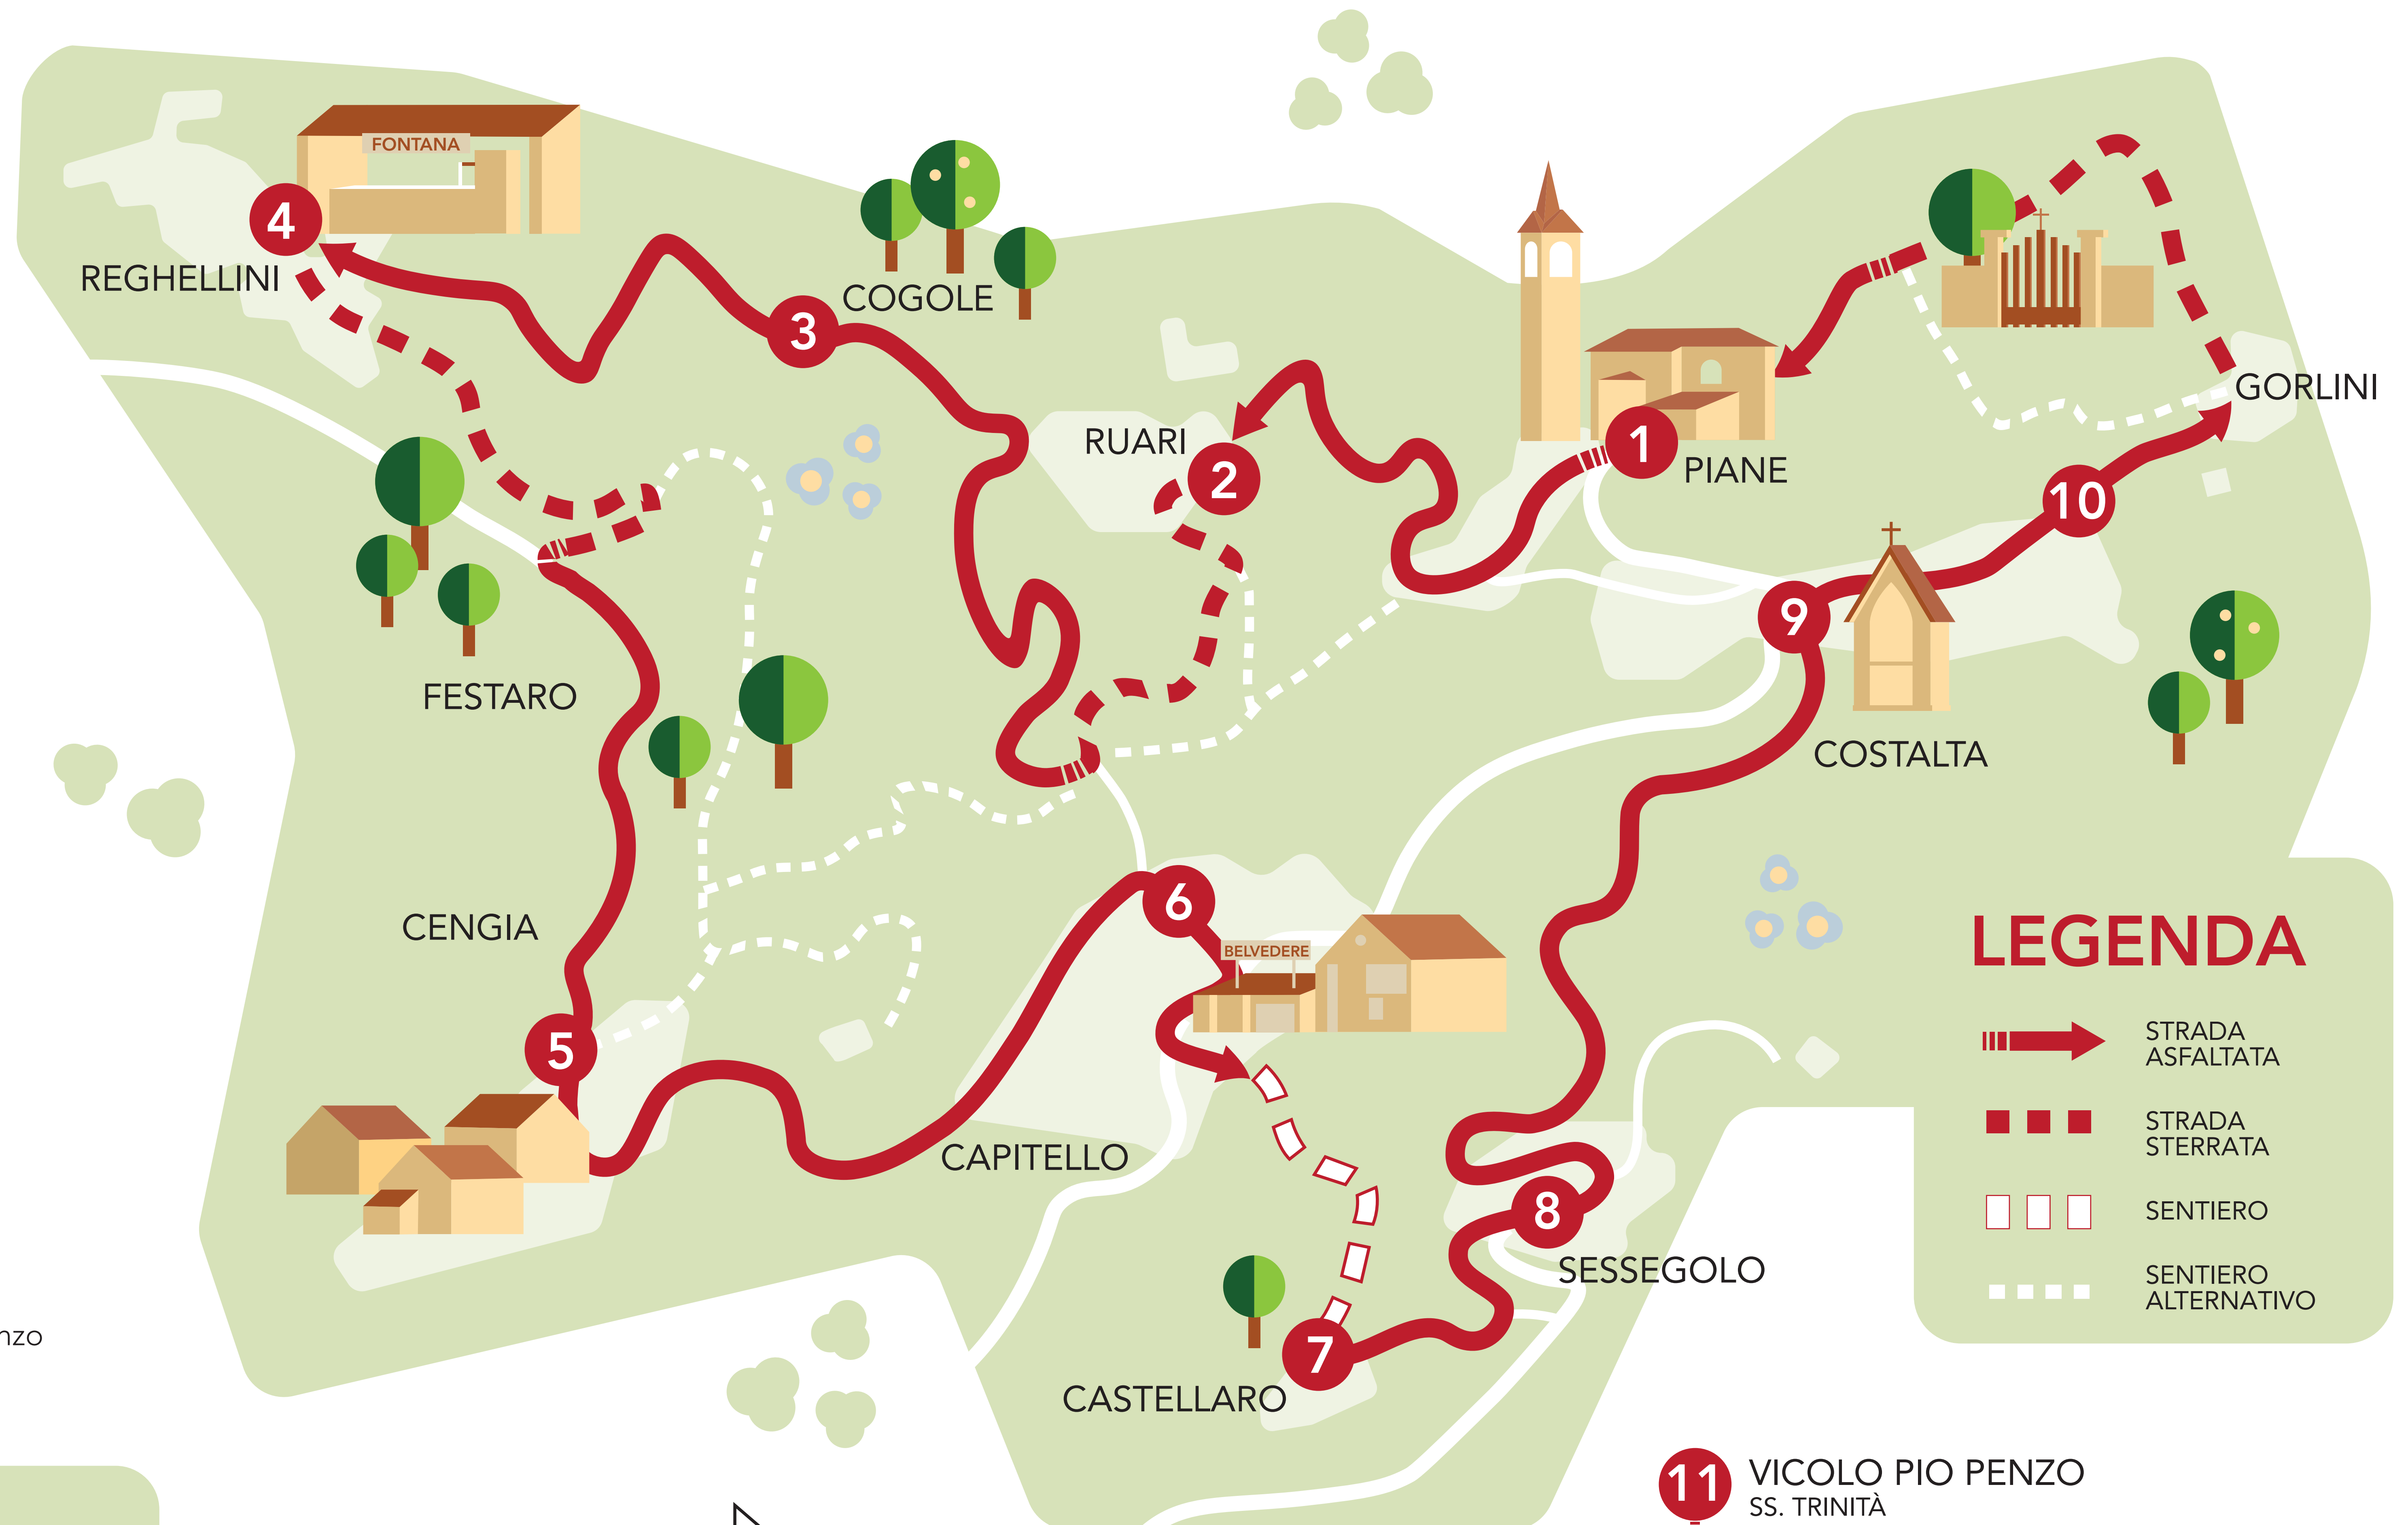 FONTANA
4
REGHELLINI
3
COGOLE
RUARI
2
1
PIANE
GORLINI
10
9
COSTALTA
FESTARO
CENGIA
5
6
BELVEDERE
CAPITELLO
8
SESSEGOLO
7
CASTELLARO
LEGENDA
STRADA
ASFALTATA
STRADA
STERRATA
SENTIERO
SENTIERO
ALTERNATIVO
nzo
11
VICOLO PIO PENZO
SS. TRINITÀ